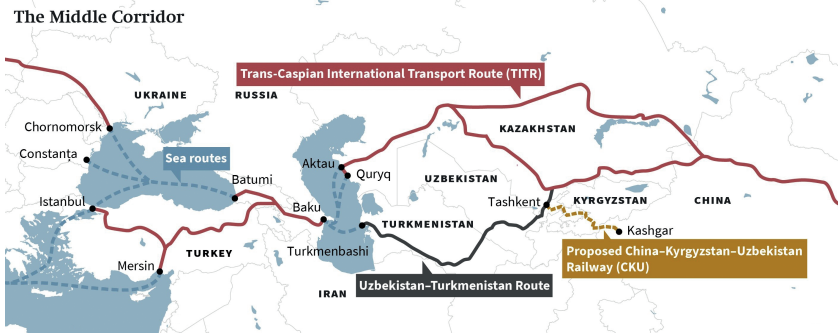 The Middle Corridor
Trans-Caspian International Transport Route (TITR)
UKRAINE
RUSSIA
Chornomorsk
KAZAKHSTAN
Constanța
Sea routes
Aktau
Quryq
Batumi
UZBEKISTAN
Istanbul
Tashkent
KYRGYZSTAN
CHINA
Baku
TURKMENISTAN
Kashgar
Turkmenbashi
TURKEY
Proposed China–Kyrgyzstan–Uzbekistan
Railway (CKU)
Mersin
Uzbekistan–Turkmenistan Route
IRAN